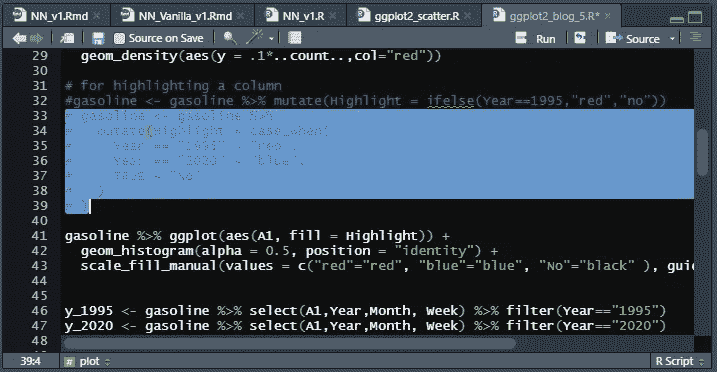 NN_v1.Rmd NN_Vanilla_v1.Rmd NN_v1.R ggplot2_scatter.R ggplot2_blog_5.R*
Source on Save Run Source
29 geom_density(aes(y = .1*..count..,col="red"))
30
31 # for highlighting a column
32 #gasoline <- gasoline %>% mutate(Highlight = ifelse(Year==1995,"red","no"))
33 # gasoline <- gasoline %>%
34 # mutate(Highlight = case_when(
35 # Year == "1995" ~ "red",
36 # Year == "2020" ~ "blue",
37 # TRUE ~ "No"
38 # )
39 # )
40
41 gasoline %>% ggplot(aes(A1, fill = Highlight)) +
42 geom_histogram(alpha = 0.5, position = "identity") +
43 scale_fill_manual(values = c("red"="red", "blue"="blue", "No"="black" ), guid
44
45
46 y_1995 <- gasoline %>% select(A1,Year,Month, Week) %>% filter(Year=="1995")
47 y_2020 <- gasoline %>% select(A1,Year,Month, Week) %>% filter(Year=="2020")
48
39:4 # plot R Script